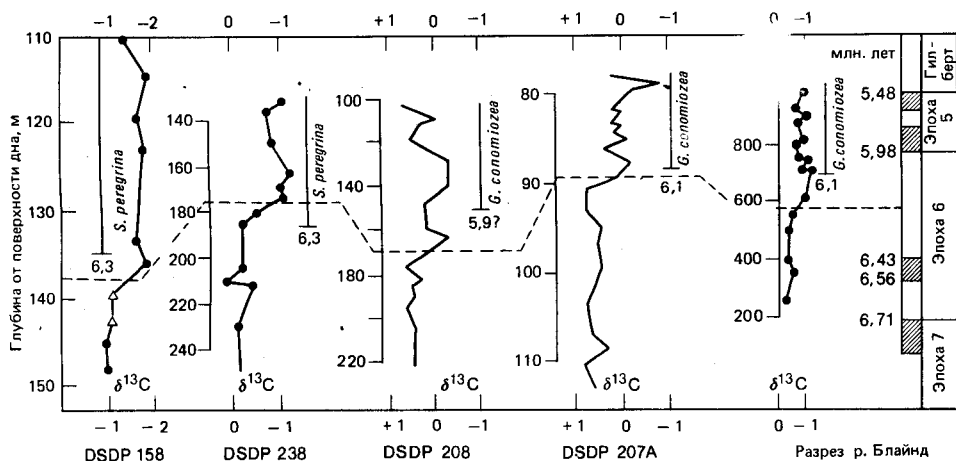 −1 −2 0 −1 +1 0 −1 +1 0 −1 0 −1
Глубина от поверхности дна, м
110
120
130
140
150
S. peregrina
6,3
δ¹³C
−1 −2
DSDP 158
140
160
180
200
220
240
S. peregrina
6,3
δ¹³C
0 −1
DSDP 238
100
120
140
180
220
G. conomiozea
5,9?
δ¹³C
+1 0 −1
DSDP 208
80
90
100
110
G. conomiozea
6,1
δ¹³C
+1 0 −1
DSDP 207A
800
600
400
200
G. conomiozea
6,1
δ¹³C
0 −1
Разрез р. Блайнд
млн. лет
5,48
5,98
6,43
6,56
6,71
Гил-
берт
Эпоха
5
Эпоха 6
Эпоха 7